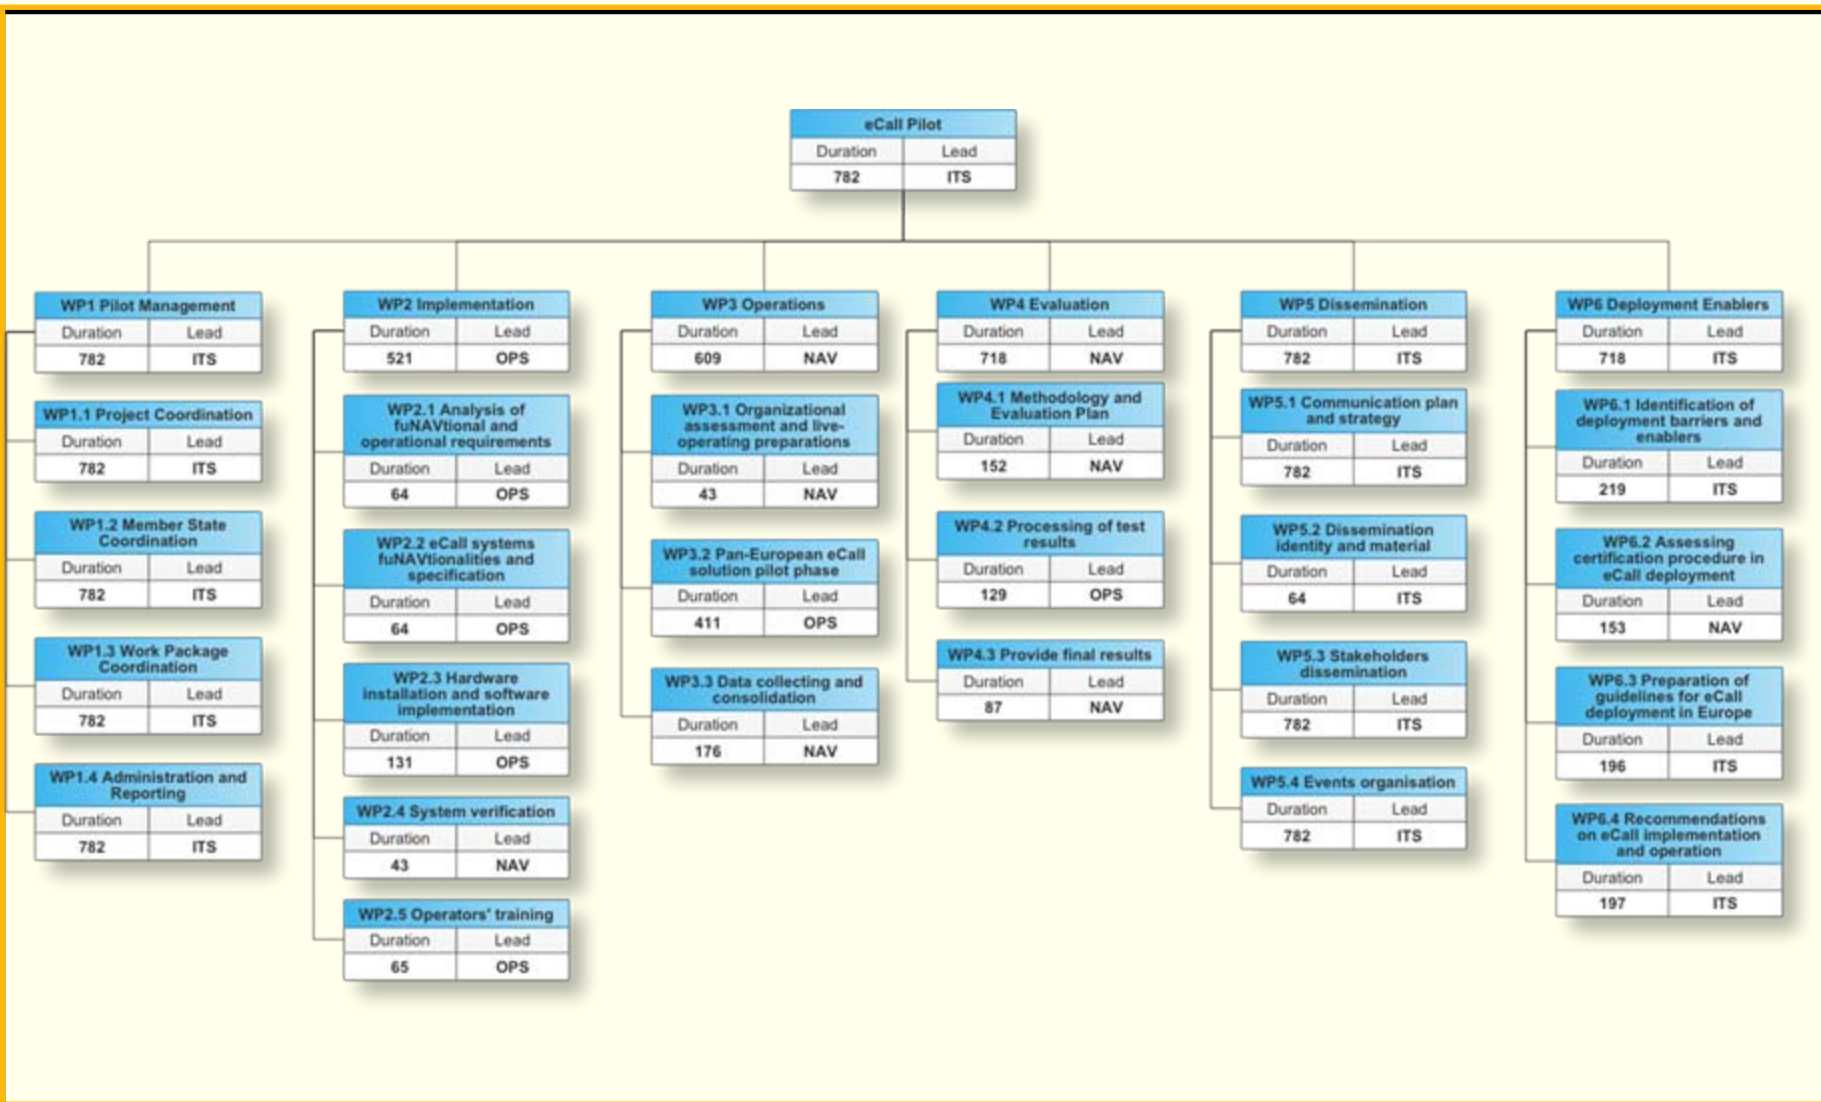 eCall Pilot
Duration Lead
782 ITS
WP1 Pilot Management
Duration Lead
782 ITS
WP1.1 Project Coordination
Duration Lead
782 ITS
WP1.2 Member State
Coordination
Duration Lead
782 ITS
WP1.3 Work Package
Coordination
Duration Lead
782 ITS
WP1.4 Administration and
Reporting
Duration Lead
782 ITS
WP2 Implementation
Duration Lead
521 OPS
WP2.1 Analysis of
fuNAVtional and
operational requirements
Duration Lead
64 OPS
WP2.2 eCall systems
fuNAVtionalities and
specification
Duration Lead
64 OPS
WP2.3 Hardware
installation and software
implementation
Duration Lead
131 OPS
WP2.4 System verification
Duration Lead
43 NAV
WP2.5 Operators' training
Duration Lead
65 OPS
WP3 Operations
Duration Lead
609 NAV
WP3.1 Organizational
assessment and live-
operating preparations
Duration Lead
43 NAV
WP3.2 Pan-European eCall
solution pilot phase
Duration Lead
411 OPS
WP3.3 Data collecting and
consolidation
Duration Lead
176 NAV
WP4 Evaluation
Duration Lead
718 NAV
WP4.1 Methodology and
Evaluation Plan
Duration Lead
152 NAV
WP4.2 Processing of test
results
Duration Lead
129 OPS
WP4.3 Provide final results
Duration Lead
87 NAV
WP5 Dissemination
Duration Lead
782 ITS
WP5.1 Communication plan
and strategy
Duration Lead
782 ITS
WP5.2 Dissemination
identity and material
Duration Lead
64 ITS
WP5.3 Stakeholders
dissemination
Duration Lead
782 ITS
WP5.4 Events organisation
Duration Lead
782 ITS
WP6 Deployment Enablers
Duration Lead
718 ITS
WP6.1 Identification of
deployment barriers and
enablers
Duration Lead
219 ITS
WP6.2 Assessing
certification procedure in
eCall deployment
Duration Lead
153 NAV
WP6.3 Preparation of
guidelines for eCall
deployment in Europe
Duration Lead
196 ITS
WP6.4 Recommendations
on eCall implementation
and operation
Duration Lead
197 ITS